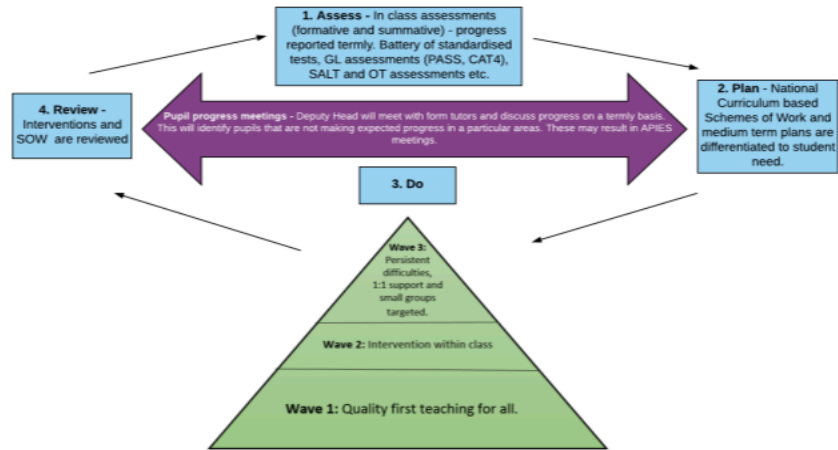 1. Assess - In class assessments
(formative and summative) - progress
reported termly. Battery of standardised
tests, GL assessments (PASS, CAT4),
SALT and OT assessments etc.
2. Plan - National
Curriculum based
Schemes of Work and
medium term plans are
differentiated to student
need.
4. Review -
Interventions and
SOW are reviewed
Pupil progress meetings - Deputy Head will meet with form tutors and discuss progress on a termly basis.
This will identify pupils that are not making expected progress in a particular areas. These may result in APIES
meetings.
3. Do
Wave 3:
Persistent
difficulties,
1:1 support and
small groups
targeted.
Wave 2: Intervention within class
Wave 1: Quality first teaching for all.